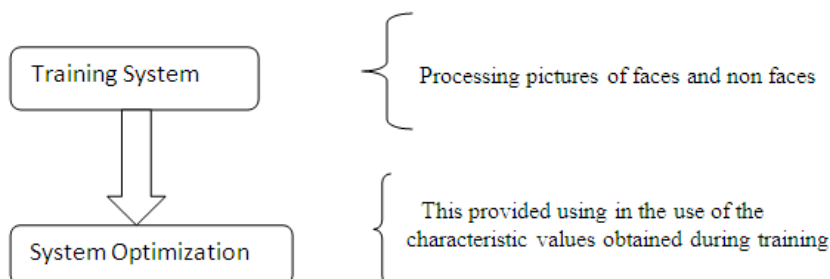 Training System
Processing pictures of faces and non faces
This provided using in the use of the
characteristic values obtained during training
System Optimization